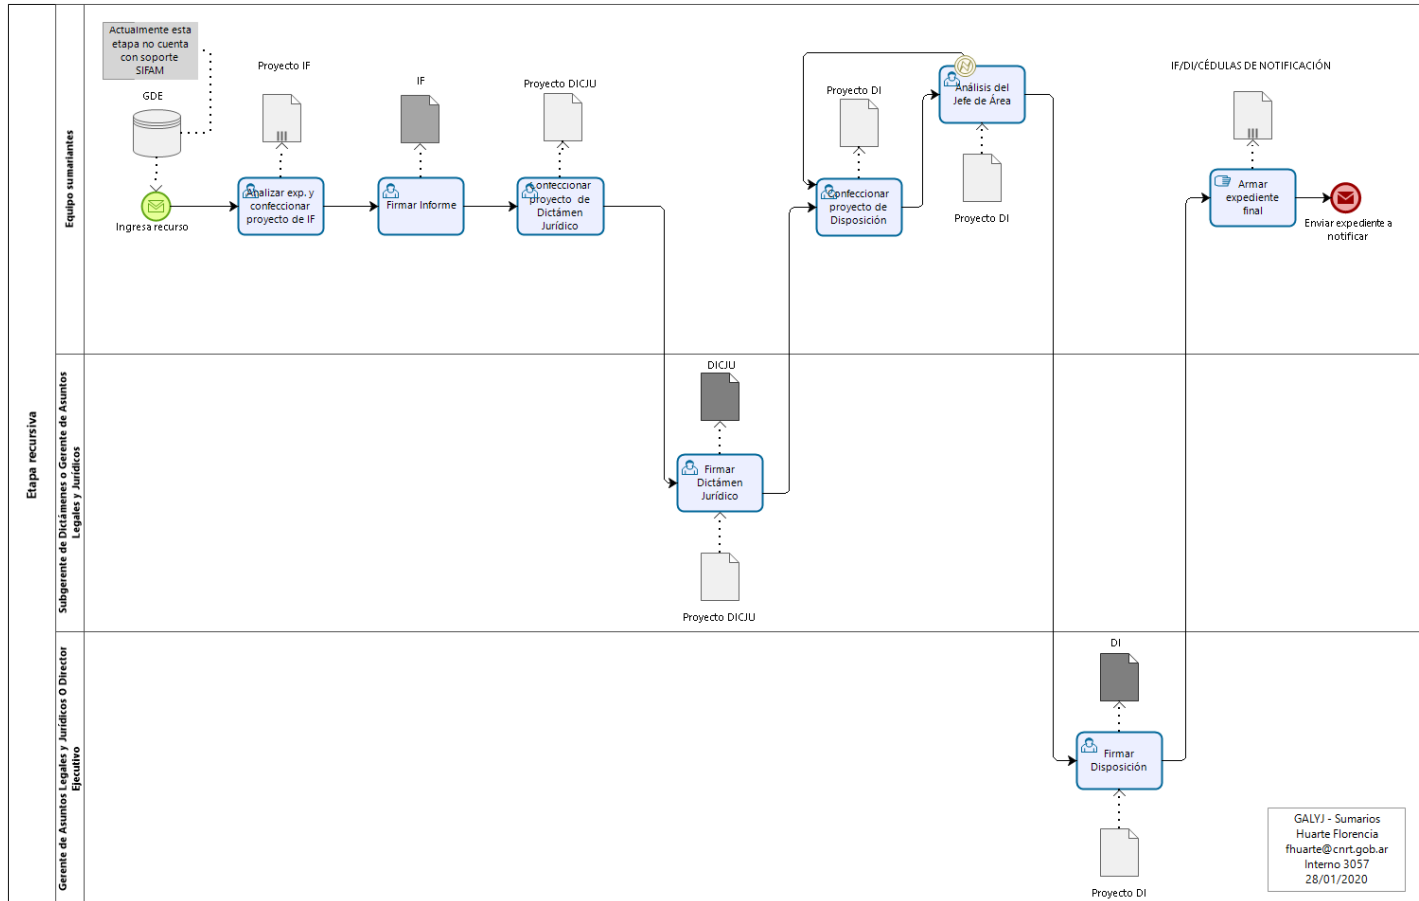 Etapa recursiva
Equipo sumariantes
Actualmente esta
etapa no cuenta
con soporte
SIFAM
GDE
Ingresa recurso
Proyecto IF
Analizar exp. y
confeccionar
proyecto de IF
IF
Firmar Informe
Proyecto DICJU
Confeccionar
proyecto de
Dictámen
Jurídico
Proyecto DI
Confeccionar
proyecto de
Disposición
Análisis del
Jefe de Área
Proyecto DI
IF/DI/CÉDULAS DE NOTIFICACIÓN
Armar
expediente
final
Enviar expediente a
notificar
Subgerente de Dictámenes o Gerente de Asuntos
Legales y Jurídicos
DICJU
Firmar
Dictámen
Jurídico
Proyecto DICJU
Gerente de Asuntos Legales y Jurídicos O Director
Ejecutivo
DI
Firmar
Disposición
Proyecto DI
GALYJ - Sumarios
Huarte Florencia
fhuarte@cnrt.gob.ar
Interno 3057
28/01/2020